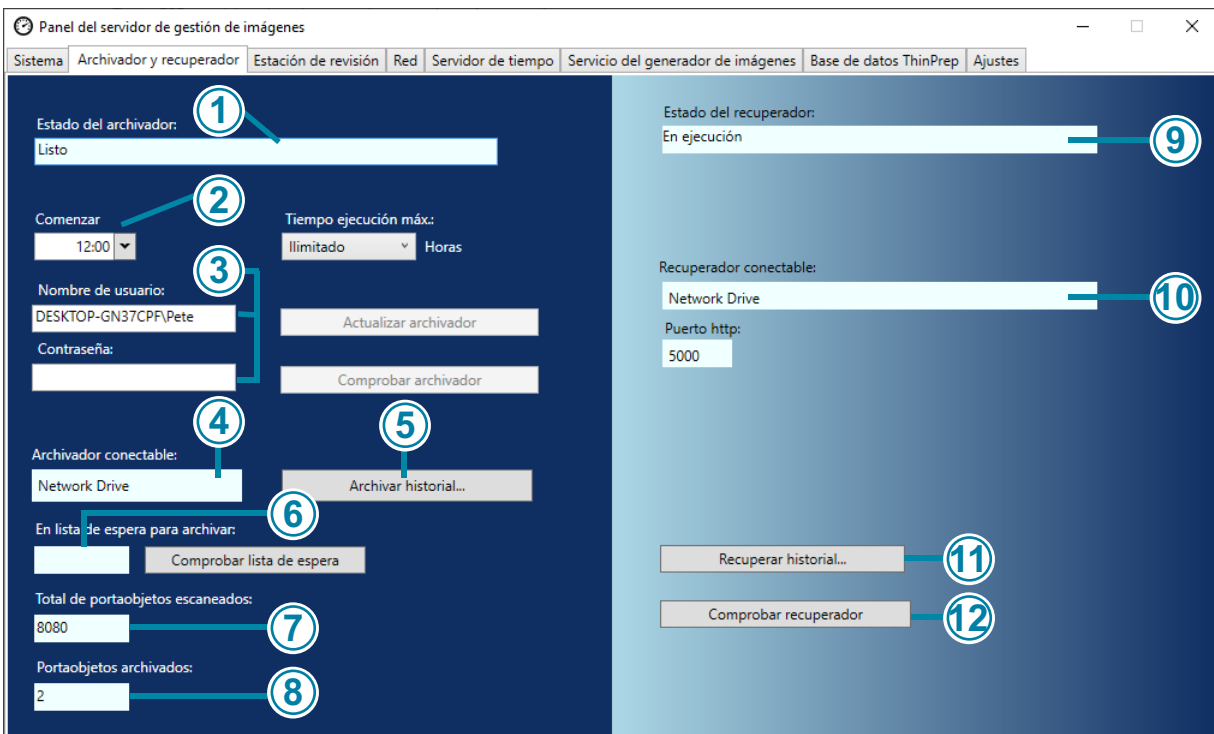 Panel del servidor de gestión de imágenes
Sistema Archivador y recuperador Estación de revisión Red Servidor de tiempo Servicio del generador de imágenes Base de datos ThinPrep Ajustes
1
Estado del archivador:
Listo
2
Comenzar
12:00
Tiempo ejecución máx.:
Ilimitado
Horas
3
Nombre de usuario:
DESKTOP-GN37CPF\Pete
Actualizar archivador
Contraseña:
Comprobar archivador
4
5
Archivador conectable:
Network Drive
Archivar historial...
6
En lista de espera para archivar:
Comprobar lista de espera
Total de portaobjetos escaneados:
8080
7
Portaobjetos archivados:
2
8
Estado del recuperador:
En ejecución
9
Recuperador conectable:
Network Drive
10
Puerto http:
5000
Recuperar historial...
11
Comprobar recuperador
12